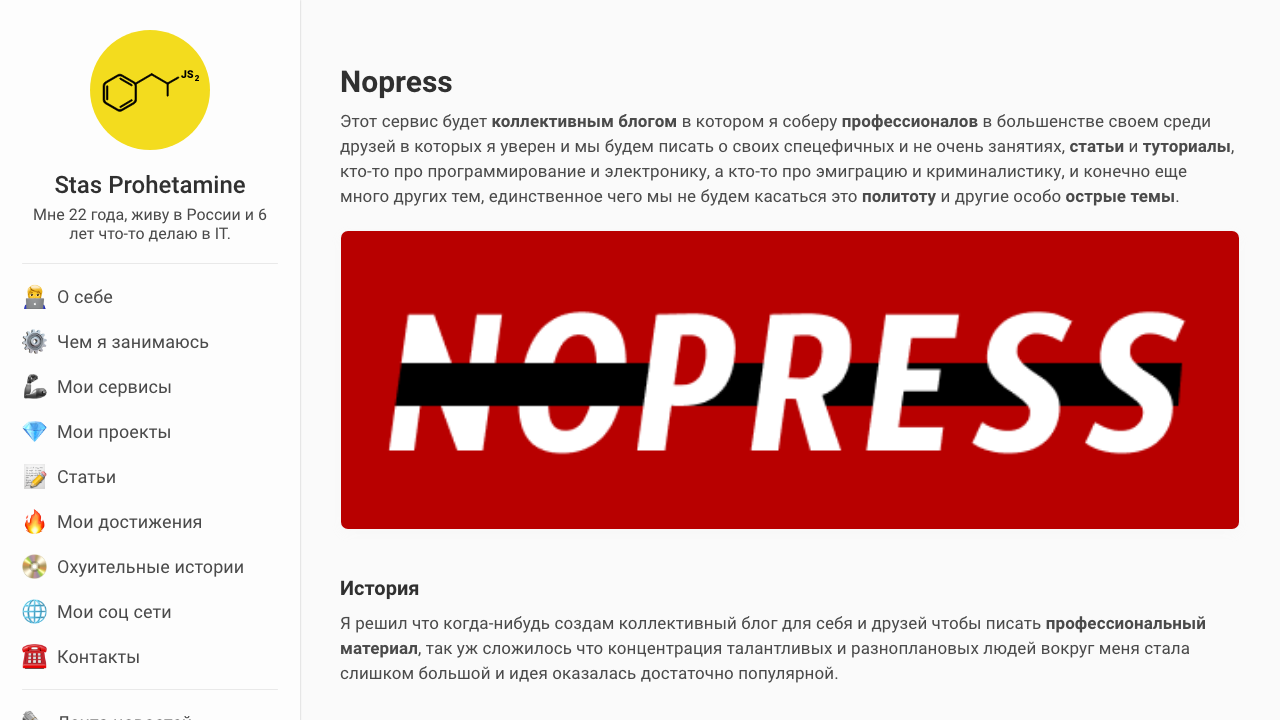 JS2
Stas Prohetamine
Мне 22 года, живу в России и 6
лет что-то делаю в IT.
О себе
Чем я занимаюсь
Мои сервисы
Мои проекты
Статьи
Мои достижения
Охуительные истории
Мои соц сети
Контакты
Nopress
Этот сервис будет коллективным блогом в котором я соберу профессионалов в большенстве своем среди
друзей в которых я уверен и мы будем писать о своих спецефичных и не очень занятиях, статьи и туториалы,
кто-то про программирование и электронику, а кто-то про эмиграцию и криминалистику, и конечно еще
много других тем, единственное чего мы не будем касаться это политоту и другие особо острые темы.
NOPRESS
История
Я решил что когда-нибудь создам коллективный блог для себя и друзей чтобы писать профессиональный
материал, так уж сложилось что концентрация талантливых и разноплановых людей вокруг меня стала
слишком большой и идея оказалась достаточно популярной.